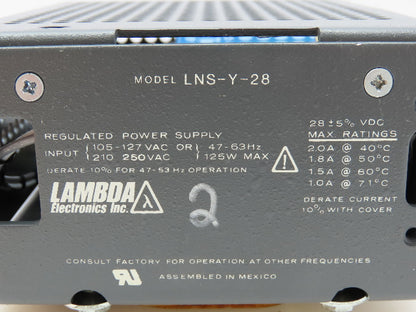 MODEL LNS-Y-28
REGULATED POWER SUPPLY
INPUT 105-127 VAC OR 47-63Hz
210 250VAC 125W MAX
DERATE 10% FOR 47-53 Hz OPERATION
28 ±5% VDC
MAX. RATINGS
2.0A @ 40°C
1.8A @ 50°C
1.5A @ 60°C
1.0A @ 71°C
DERATE CURRENT
10% WITH COVER
LAMBDA λ
Electronics Inc.
2
CONSULT FACTORY FOR OPERATION AT OTHER FREQUENCIES
ASSEMBLED IN MEXICO